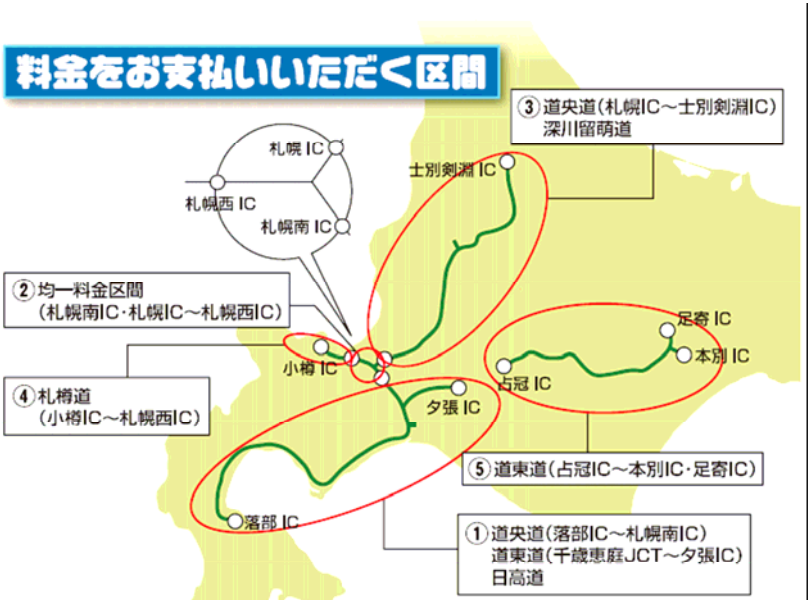 料金をお支払いいただく区間
③道央道(札幌IC～士別剣淵IC)
深川留萌道
札幌 IC
士別剣淵 IC
札幌西 IC
札幌南 IC
②均一料金区間
(札幌南IC･札幌IC～札幌西IC)
足寄 IC
本別 IC
小樽 IC
占冠 IC
④札樽道
(小樽IC～札幌西IC)
夕張 IC
⑤道東道(占冠IC～本別IC･足寄IC)
落部 IC
①道央道(落部IC～札幌南IC)
道東道(千歳恵庭JCT～夕張IC)
日高道